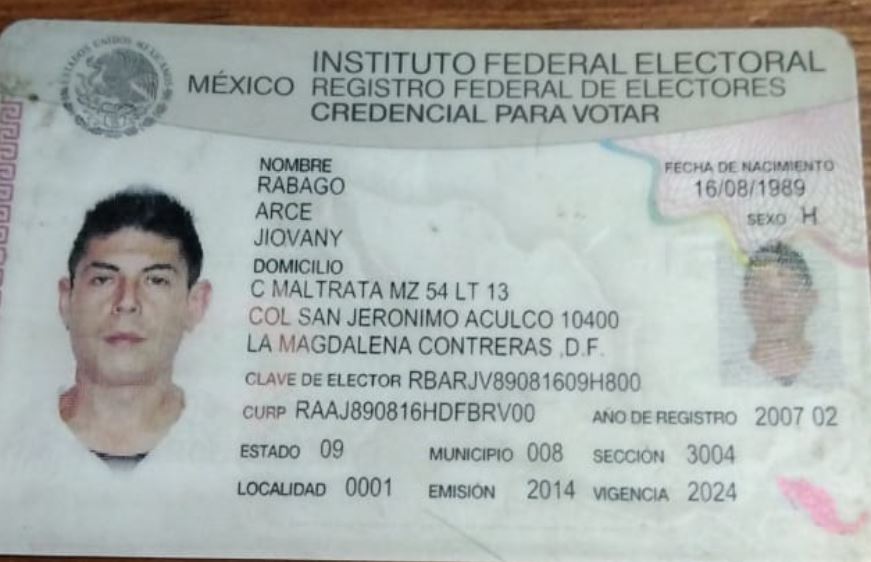 ESTADOS UNIDOS MEXICANOS
INSTITUTO FEDERAL ELECTORAL
MÉXICO REGISTRO FEDERAL DE ELECTORES
CREDENCIAL PARA VOTAR
NOMBRE
RABAGO
ARCE
JIOVANY
FECHA DE NACIMIENTO
16/08/1989
SEXO H
DOMICILIO
C MALTRATA MZ 54 LT 13
COL SAN JERONIMO ACULCO 10400
LA MAGDALENA CONTRERAS ,D.F.
CLAVE DE ELECTOR RBARJV89081609H800
CURP RAAJ890816HDFBRV00 AÑO DE REGISTRO 2007 02
ESTADO 09 MUNICIPIO 008 SECCIÓN 3004
LOCALIDAD 0001 EMISIÓN 2014 VIGENCIA 2024